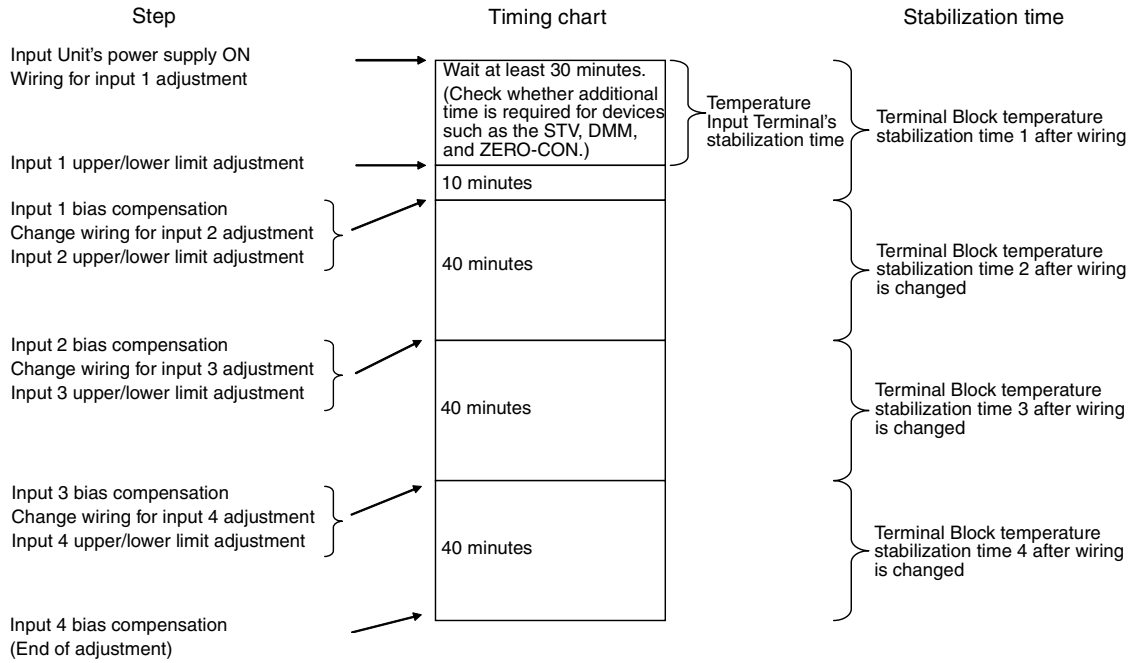 Step
Timing chart
Stabilization time
Input Unit's power supply ON
Wiring for input 1 adjustment
Wait at least 30 minutes.
(Check whether additional
time is required for devices
such as the STV, DMM,
and ZERO-CON.)
Temperature
Input Terminal's
stabilization time
Terminal Block temperature
stabilization time 1 after wiring
Input 1 upper/lower limit adjustment
10 minutes
Input 1 bias compensation
Change wiring for input 2 adjustment
Input 2 upper/lower limit adjustment
40 minutes
Terminal Block temperature
stabilization time 2 after wiring
is changed
Input 2 bias compensation
Change wiring for input 3 adjustment
Input 3 upper/lower limit adjustment
40 minutes
Terminal Block temperature
stabilization time 3 after wiring
is changed
Input 3 bias compensation
Change wiring for input 4 adjustment
Input 4 upper/lower limit adjustment
40 minutes
Terminal Block temperature
stabilization time 4 after wiring
is changed
Input 4 bias compensation
(End of adjustment)